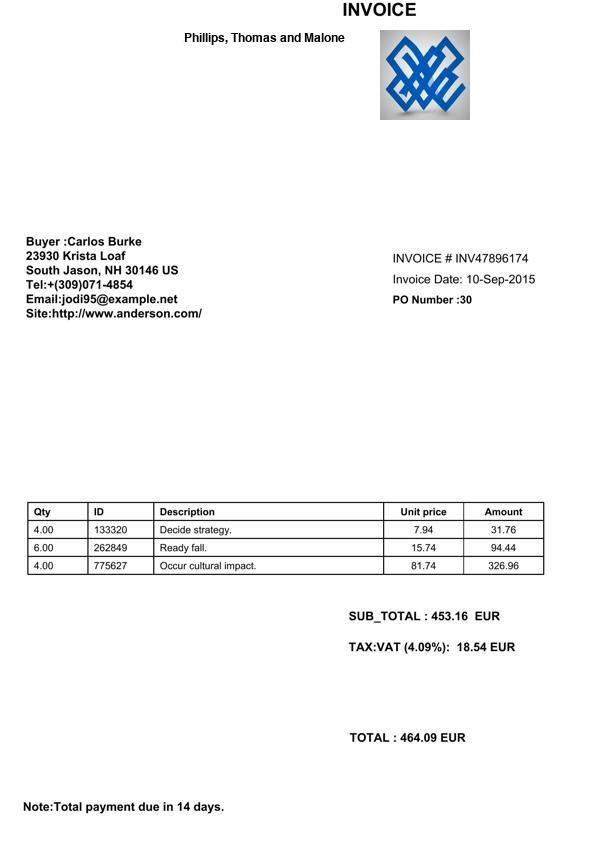 INVOICE
Phillips, Thomas and Malone
Buyer :Carlos Burke
23930 Krista Loaf
South Jason, NH 30146 US
Tel:+(309)071-4854
Email:jodi95@example.net
Site:http://www.anderson.com/
INVOICE # INV47896174
Invoice Date: 10-Sep-2015
PO Number :30
Qty ID Description Unit price Amount
4.00 133320 Decide strategy. 7.94 31.76
6.00 262849 Ready fall. 15.74 94.44
4.00 775627 Occur cultural impact. 81.74 326.96
SUB_TOTAL : 453.16 EUR
TAX:VAT (4.09%): 18.54 EUR
TOTAL : 464.09 EUR
Note:Total payment due in 14 days.